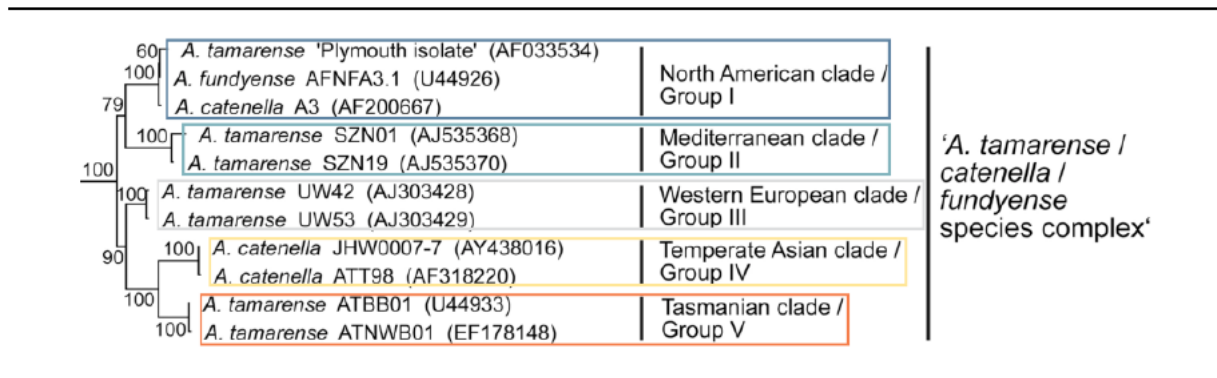 60
A. tamarense 'Plymouth isolate' (AF033534)
100
A. fundyense AFNFA3.1 (U44926)
North American clade /
Group I
79
A. catenella A3 (AF200667)
100
A. tamarense SZN01 (AJ535368)
Mediterranean clade /
Group II
A. tamarense SZN19 (AJ535370)
100
100
A. tamarense UW42 (AJ303428)
Western European clade /
Group III
A. tamarense UW53 (AJ303429)
90
100
A. catenella JHW0007-7 (AY438016)
Temperate Asian clade /
Group IV
A. catenella ATT98 (AF318220)
100
A. tamarense ATBB01 (U44933)
Tasmanian clade /
Group V
100
A. tamarense ATNWB01 (EF178148)
‘A. tamarense /
catenella /
fundyense
species complex‘